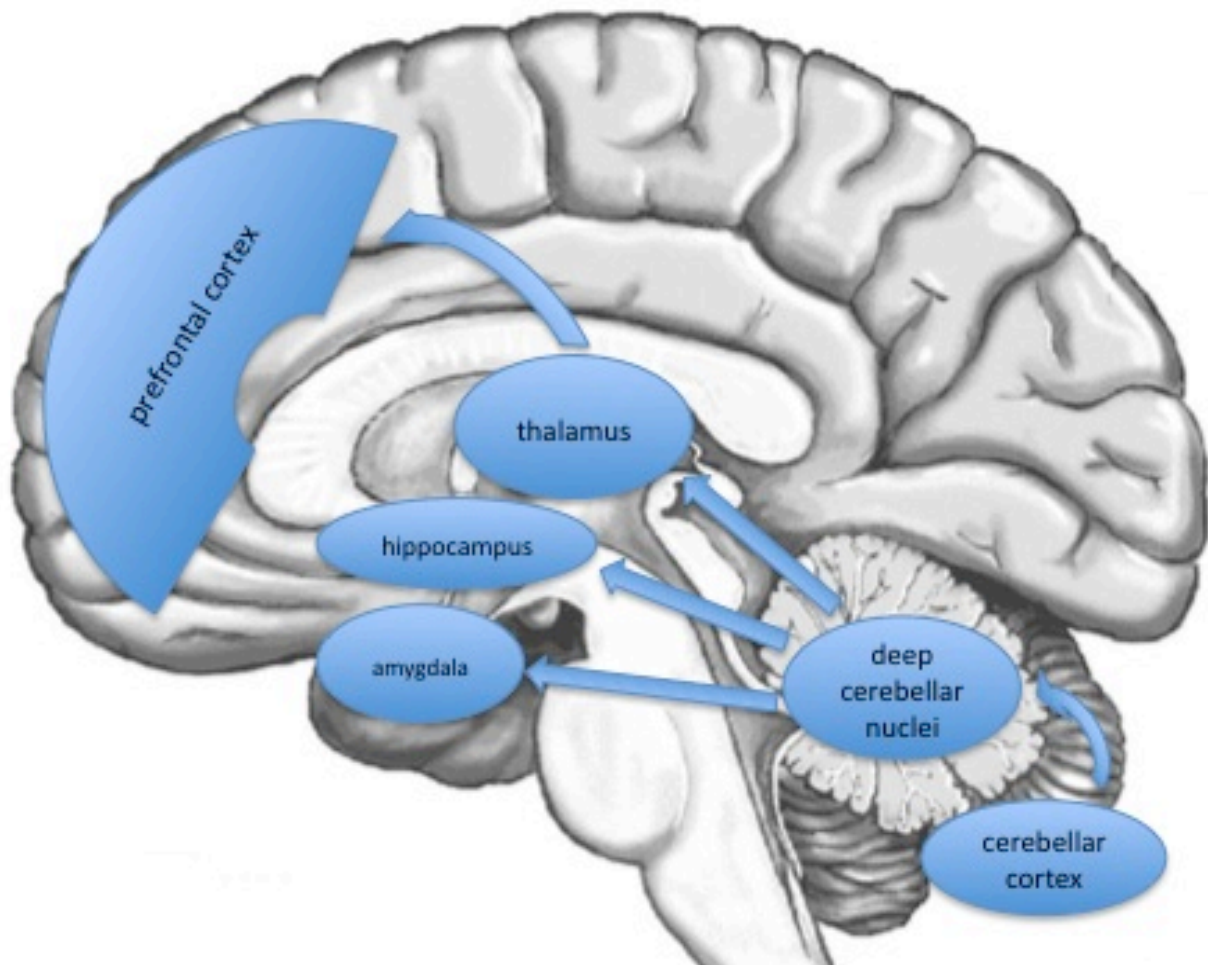 prefrontal cortex
thalamus
hippocampus
amygdala
deep
cerebellar
nuclei
cerebellar
cortex